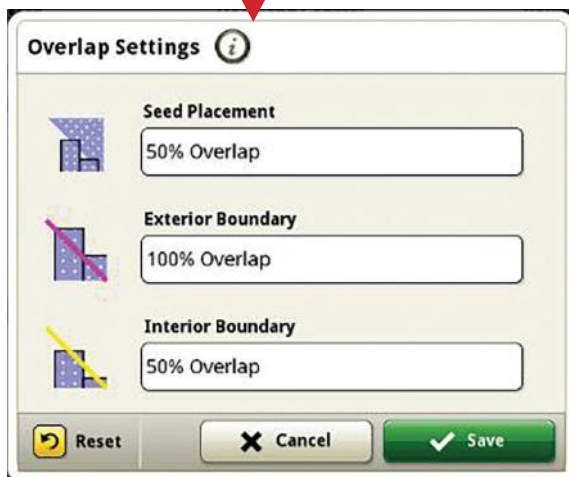 Overlap Settings i
Seed Placement
50% Overlap
Exterior Boundary
100% Overlap
Interior Boundary
50% Overlap
Reset Cancel Save